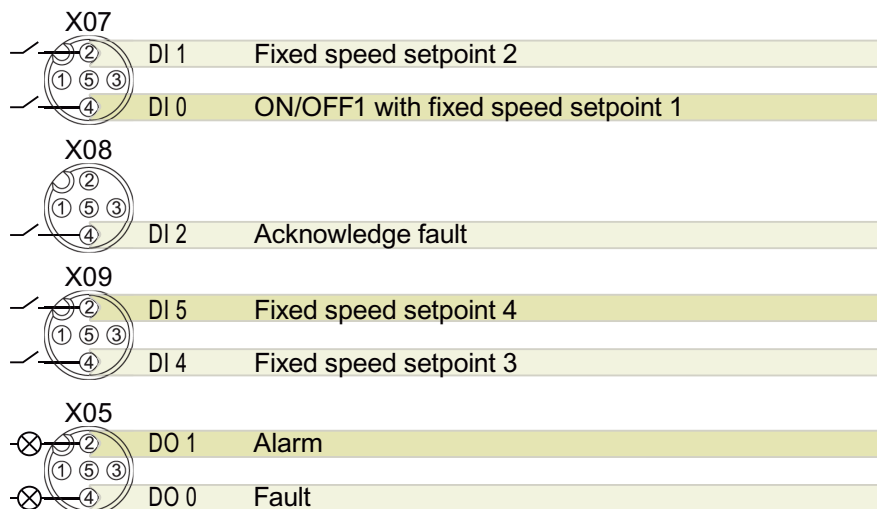 X07
2 DI 1 Fixed speed setpoint 2
1 5 3
4 DI 0 ON/OFF1 with fixed speed setpoint 1
X08
2
1 5 3
4 DI 2 Acknowledge fault
X09
2 DI 5 Fixed speed setpoint 4
1 5 3
4 DI 4 Fixed speed setpoint 3
X05
2 DO 1 Alarm
1 5 3
4 DO 0 Fault